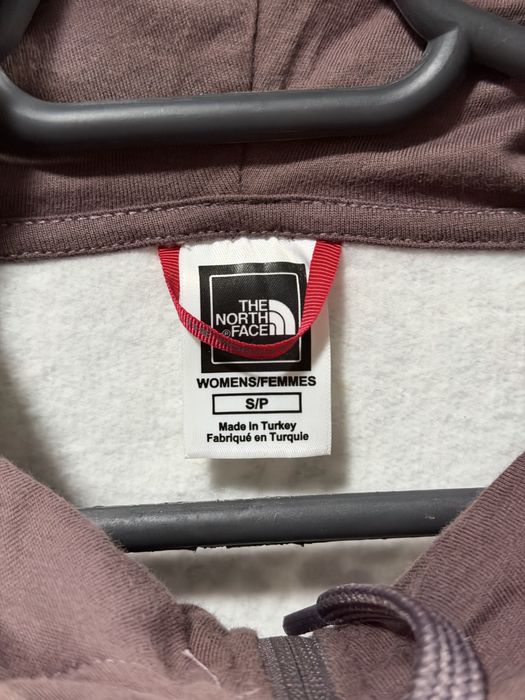 THE
NORTH
FACE
®
WOMENS/FEMMES
S/P
Made in Turkey
Fabriqué en Turquie